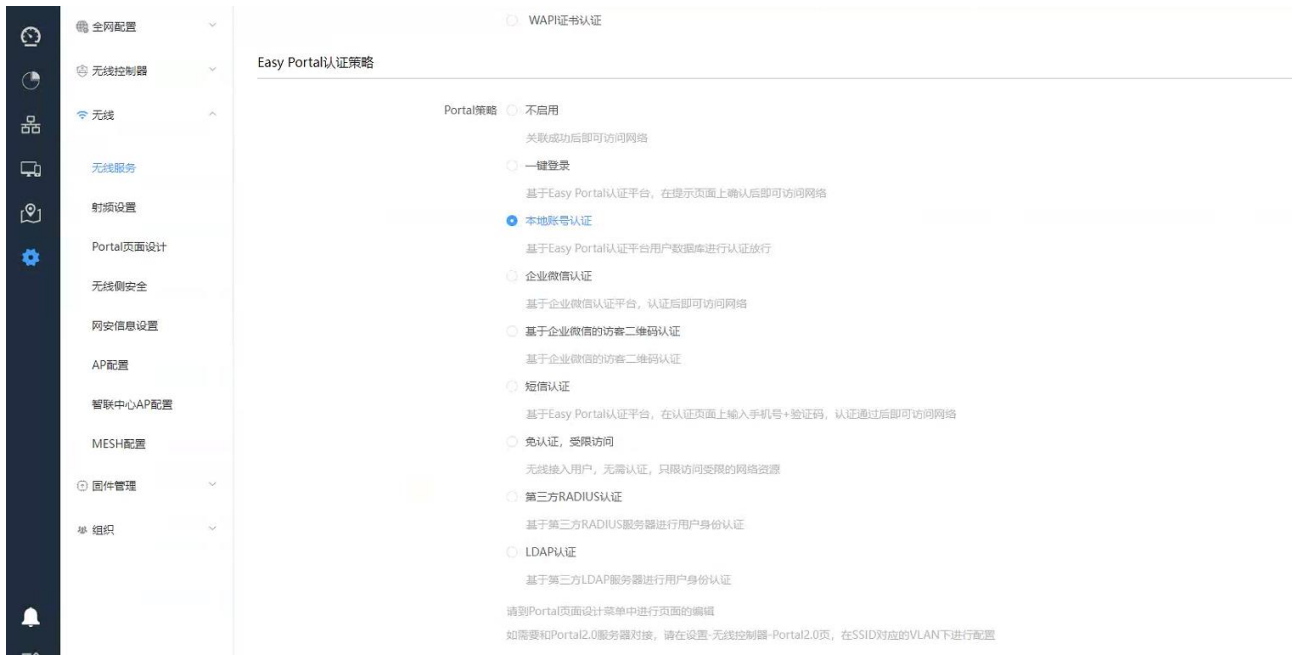 全网配置
WAPI证书认证
无线控制器
Easy Portal认证策略
无线
Portal策略 不启用
关联成功后即可访问网络
无线服务
一键登录
基于Easy Portal认证平台，在提示页面上确认后即可访问网络
射频设置
本地账号认证
Portal页面设计
基于Easy Portal认证平台用户数据库进行认证放行
无线侧安全
企业微信认证
基于企业微信认证平台，认证后即可访问网络
网安信息设置
基于企业微信的访客二维码认证
基于企业微信的访客二维码认证
AP配置
短信认证
智联中心AP配置
基于Easy Portal认证平台，在认证页面上输入手机号+验证码，认证通过后即可访问网络
MESH配置
免认证，受限访问
无线接入用户，无需认证，只限访问受限的网络资源
固件管理
第三方RADIUS认证
基于第三方RADIUS服务器进行用户身份认证
组织
LDAP认证
基于第三方LDAP服务器进行用户身份认证
请到Portal页面设计菜单中进行页面的编辑
如需要和Portal2.0服务器对接，请在设置-无线控制器-Portal2.0页，在SSID对应的VLAN下进行配置